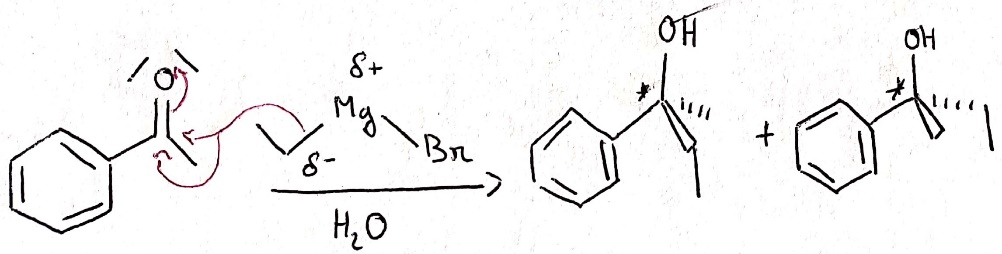 δ+
OH
OH
O
Mg
*
*
+
δ-
Br
H₂O